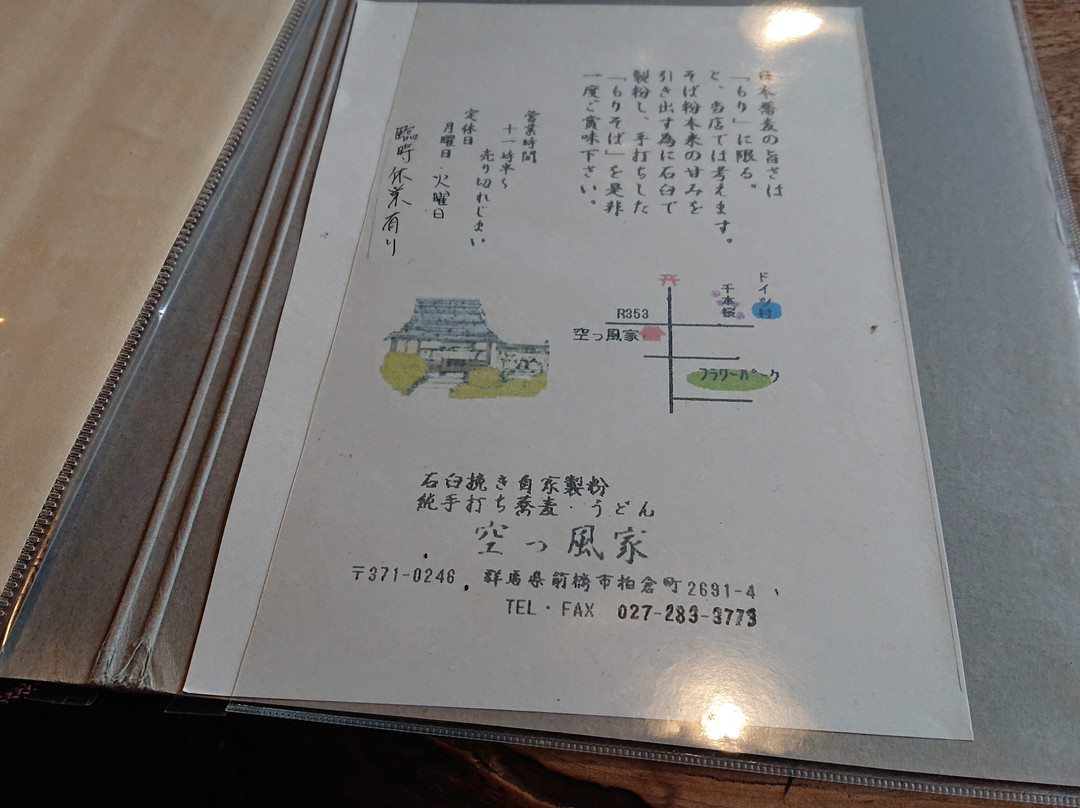 日本蕎麦の旨さは
「もり」に限る。
と、当店では考えます。
そば粉本来の甘みを
引き出す為に石臼で
製粉し、手打ちした
「もりそば」を是非
一度ご賞味下さい。
営業時間
十一時半〜
売り切れじまい
定休日
月曜日・火曜日
臨時休業有り
ドイツ村
千本桜
R353
空っ風家
フラワーパーク
石臼挽き自家製粉
純手打ち蕎麦・うどん
空っ風家
〒371-0246 群馬県前橋市柏倉町2691-4
TEL・FAX 027-283-3773